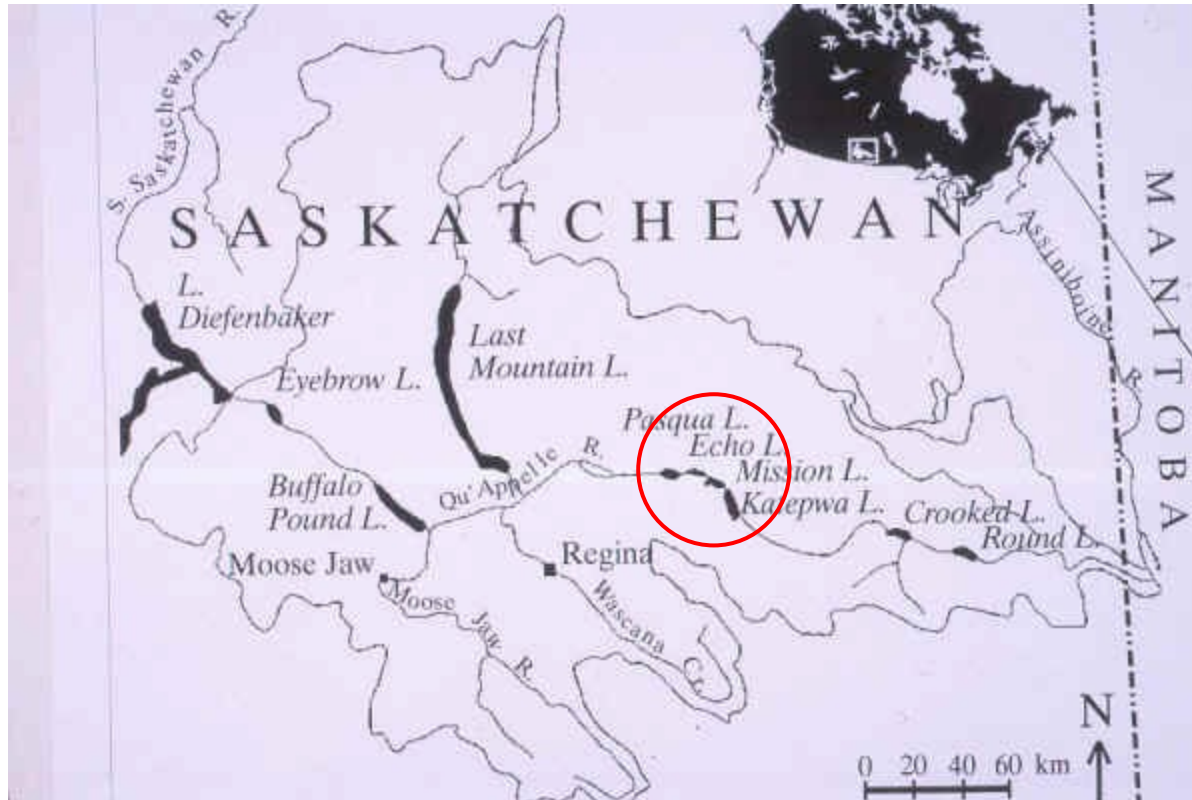 S. Saskatchewan R.
SASKATCHEWAN
MANITOBA
Assiniboine R.
L.
Diefenbaker
Last
Mountain L.
Eyebrow L.
Pasqua L.
Echo L.
Mission L.
Katepwa L.
Qu'Appelle R.
Buffalo
Pound L.
Crooked L.
Round L.
Moose Jaw
Regina
Moose Jaw R.
Wascana Cr.
N
0 20 40 60 km